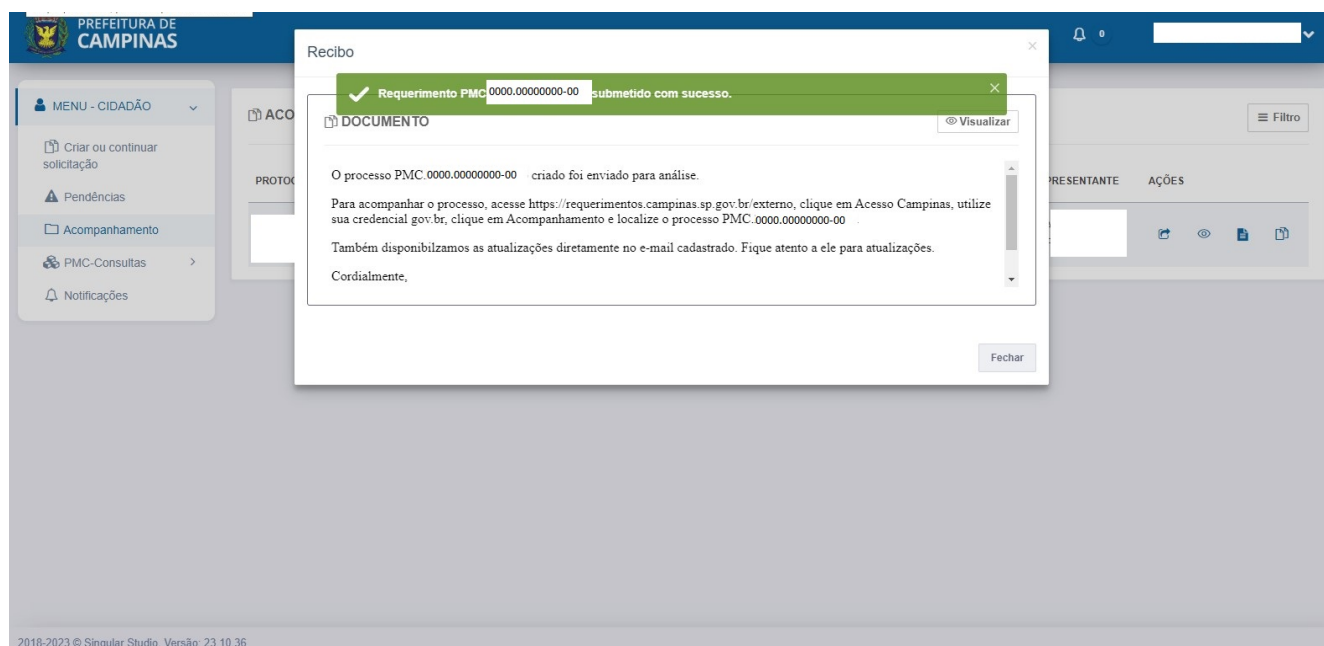 PREFEITURA DE
CAMPINAS
0
MENU - CIDADÃO
Criar ou continuar
solicitação
Pendências
Acompanhamento
PMC-Consultas
Notificações
ACO
Filtro
PROTOC
PRESENTANTE
AÇÕES
Recibo
Requerimento PMC 0000.00000000-00 submetido com sucesso.
DOCUMENTO
Visualizar
O processo PMC.0000.00000000-00 criado foi enviado para análise.
Para acompanhar o processo, acesse https://requerimentos.campinas.sp.gov.br/externo, clique em Acesso Campinas, utilize
sua credencial gov.br, clique em Acompanhamento e localize o processo PMC.0000.00000000-00 .
Também disponibilzamos as atualizações diretamente no e-mail cadastrado. Fique atento a ele para atualizações.
Cordialmente,
Fechar
2018-2023 © Singular Studio. Versão: 23.10.36